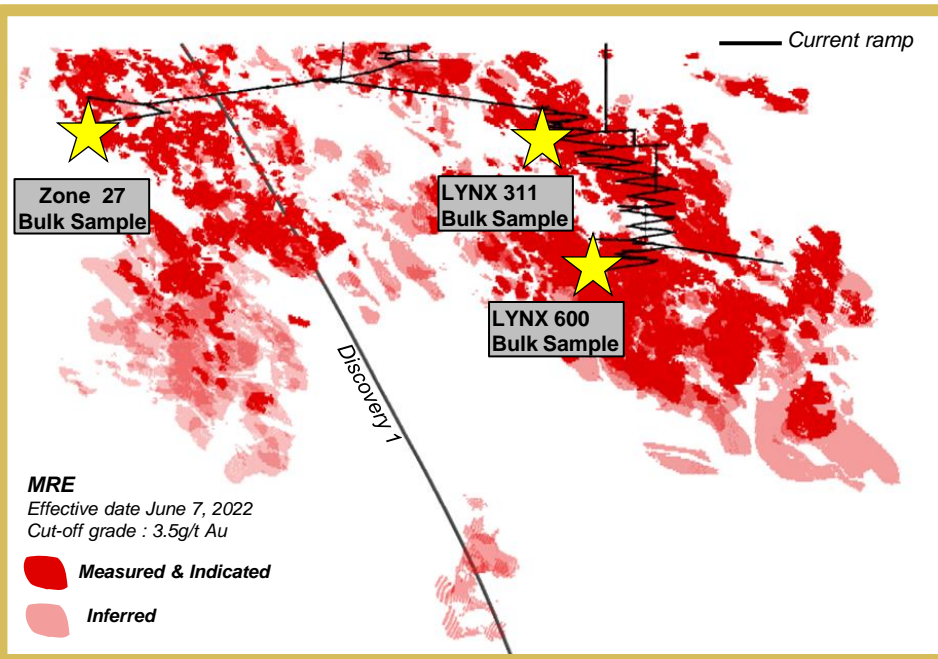 Current ramp
Zone 27
Bulk Sample
LYNX 311
Bulk Sample
LYNX 600
Bulk Sample
Discovery 1
MRE
Effective date June 7, 2022
Cut-off grade : 3.5g/t Au
Measured & Indicated
Inferred